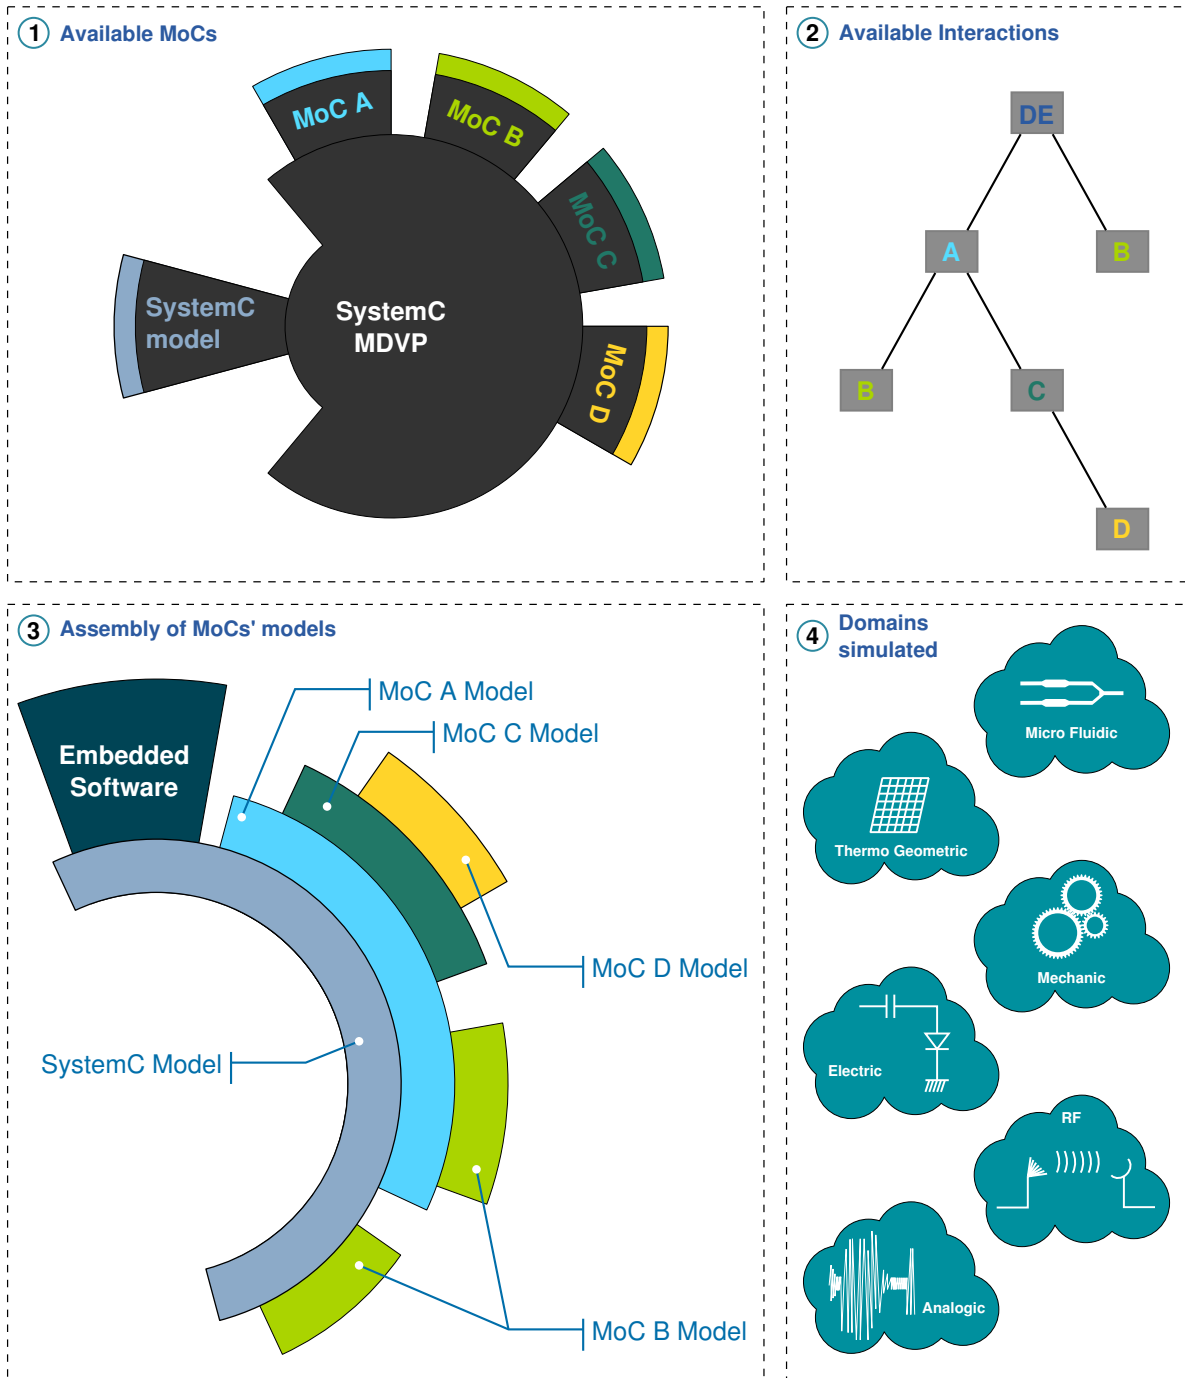 1 Available MoCs
MoC A
MoC B
MoC C
MoC D
SystemC
model
SystemC
MDVP
2 Available Interactions
DE
A
B
B
C
D
3 Assembly of MoCs' models
Embedded
Software
MoC A Model
MoC C Model
MoC D Model
SystemC Model
MoC B Model
4 Domains
simulated
Micro Fluidic
Thermo Geometric
Mechanic
Electric
RF
Analogic